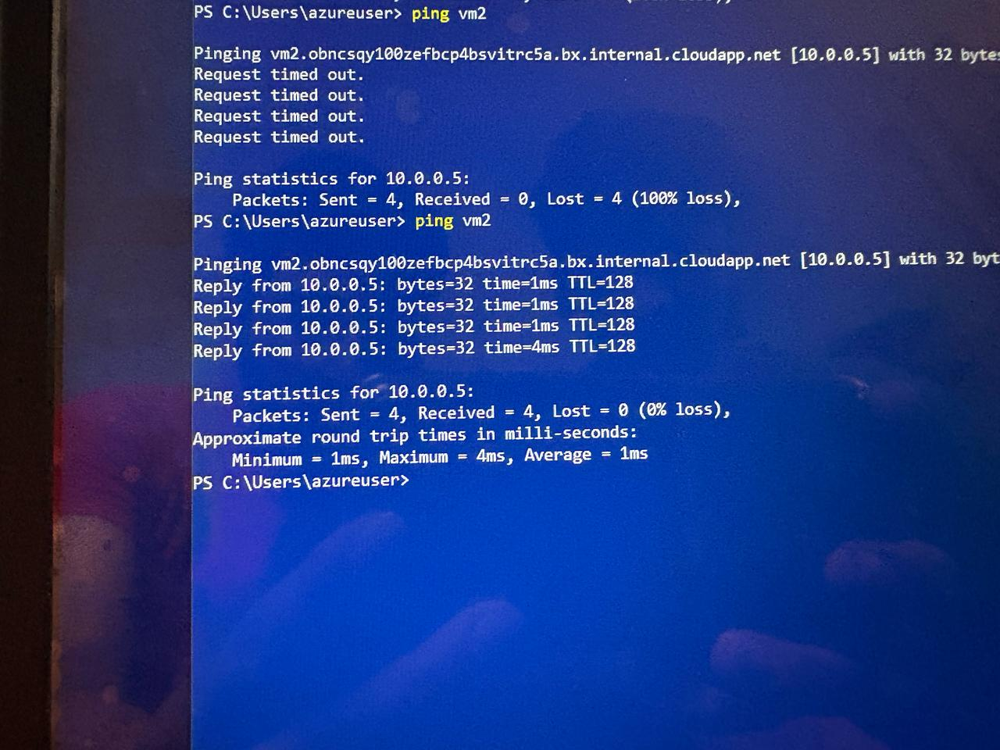 PS C:\Users\azureuser> ping vm2
Pinging vm2.obncsqy100zefbcp4bsvitrc5a.bx.internal.cloudapp.net [10.0.0.5] with 32 bytes
Request timed out.
Request timed out.
Request timed out.
Request timed out.
Ping statistics for 10.0.0.5:
    Packets: Sent = 4, Received = 0, Lost = 4 (100% loss),
PS C:\Users\azureuser> ping vm2
Pinging vm2.obncsqy100zefbcp4bsvitrc5a.bx.internal.cloudapp.net [10.0.0.5] with 32 byt
Reply from 10.0.0.5: bytes=32 time=1ms TTL=128
Reply from 10.0.0.5: bytes=32 time=1ms TTL=128
Reply from 10.0.0.5: bytes=32 time=1ms TTL=128
Reply from 10.0.0.5: bytes=32 time=4ms TTL=128
Ping statistics for 10.0.0.5:
    Packets: Sent = 4, Received = 4, Lost = 0 (0% loss),
Approximate round trip times in milli-seconds:
    Minimum = 1ms, Maximum = 4ms, Average = 1ms
PS C:\Users\azureuser>